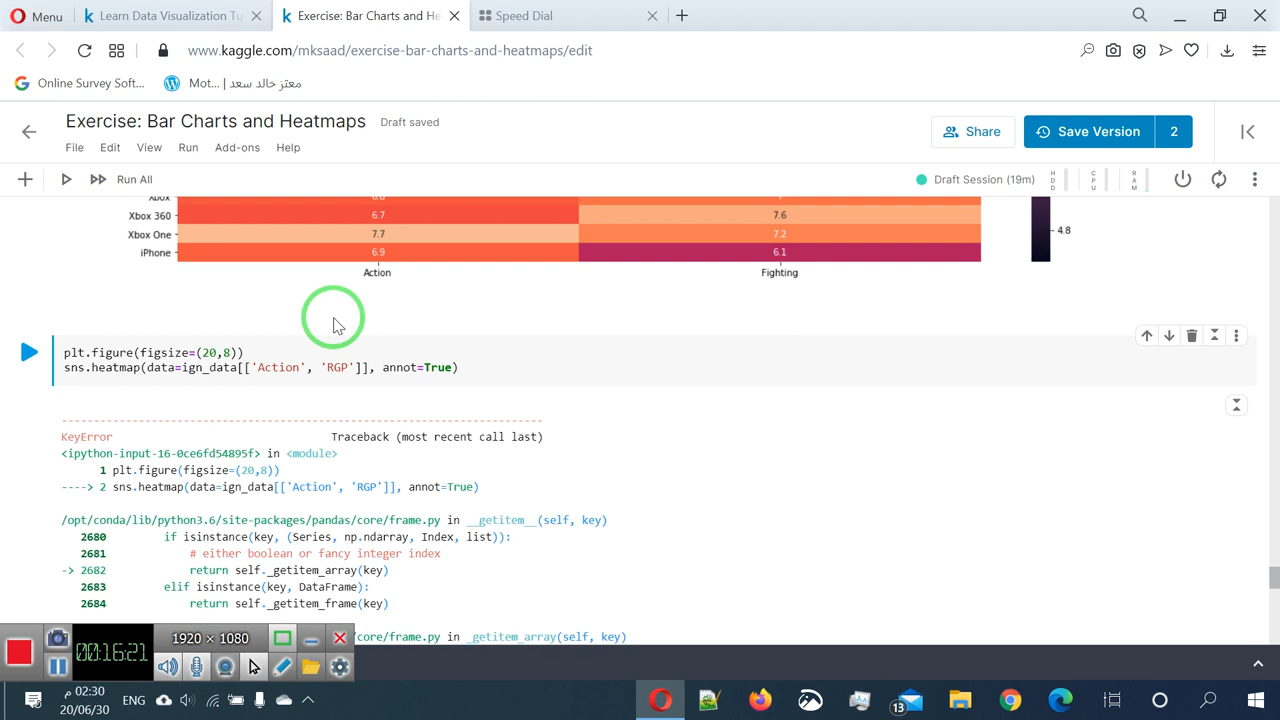 Menu
Learn Data Visualization Tu
Exercise: Bar Charts and He
Speed Dial
www.kaggle.com/mksaad/exercise-bar-charts-and-heatmaps/edit
Online Survey Soft...
Mot... | معتز خالد سعد
Exercise: Bar Charts and Heatmaps
Draft saved
Share
Save Version
2
File Edit View Run Add-ons Help
Run All
Draft Session (19m)
HDD
CPU
RAM
Xbox
Xbox 360 6.7 7.6
Xbox One 7.7 7.2
iPhone 6.9 6.1
4.8
Action Fighting
plt.figure(figsize=(20,8))
sns.heatmap(data=ign_data[['Action', 'RGP']], annot=True)
---------------------------------------------------------------------------
KeyError Traceback (most recent call last)
<ipython-input-16-0ce6fd54895f> in <module>
1 plt.figure(figsize=(20,8))
----> 2 sns.heatmap(data=ign_data[['Action', 'RGP']], annot=True)
/opt/conda/lib/python3.6/site-packages/pandas/core/frame.py in __getitem__(self, key)
2680 if isinstance(key, (Series, np.ndarray, Index, list)):
2681 # either boolean or fancy integer index
-> 2682 return self._getitem_array(key)
2683 elif isinstance(key, DataFrame):
2684 return self._getitem_frame(key)
core/frame.py in _getitem_array(self, key)
1920 × 1080
00:16:21
13
ENG
02:30 م
20/06/30